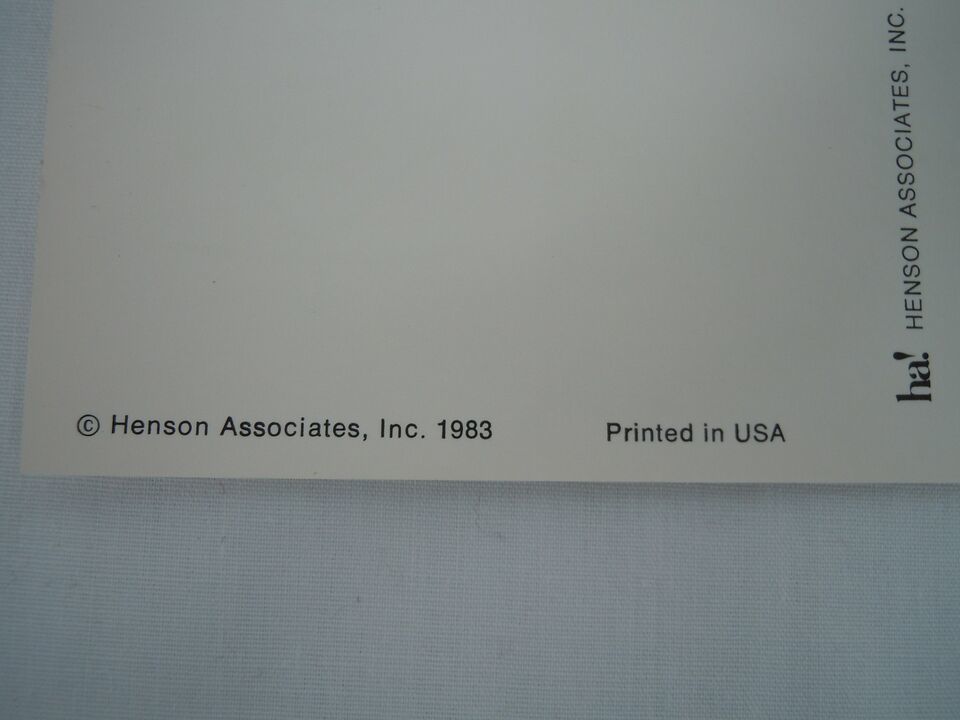 © Henson Associates, Inc. 1983
Printed in USA
ha! HENSON ASSOCIATES, INC.